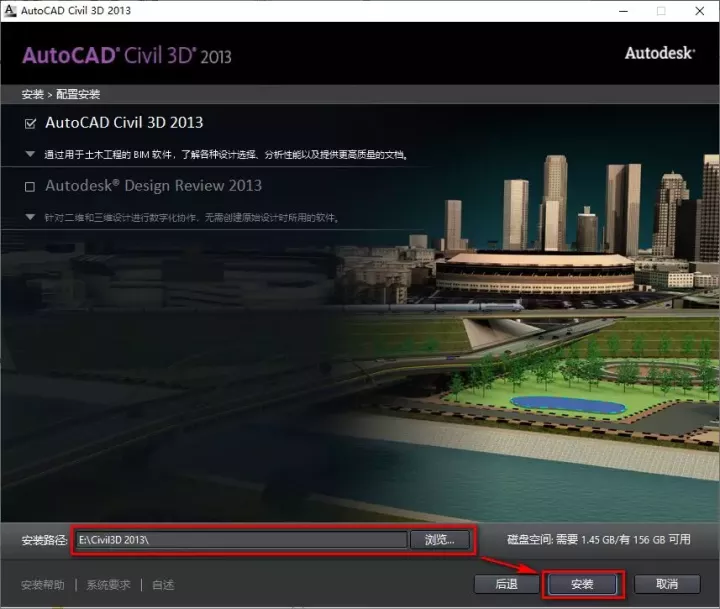 AutoCAD Civil 3D 2013
AutoCAD® Civil 3D® 2013
Autodesk®
安装 > 配置安装
AutoCAD Civil 3D 2013
通过用于土木工程的 BIM 软件，了解各种设计选择、分析性能以及提供更高质量的文档。
Autodesk® Design Review 2013
针对二维和三维设计进行数字化协作，无需创建原始设计时所用的软件。
安装路径: E:\Civil3D 2013\ 浏览... 磁盘空间: 需要 1.45 GB/有 156 GB 可用
安装帮助 | 系统要求 | 自述 后退 安装 取消